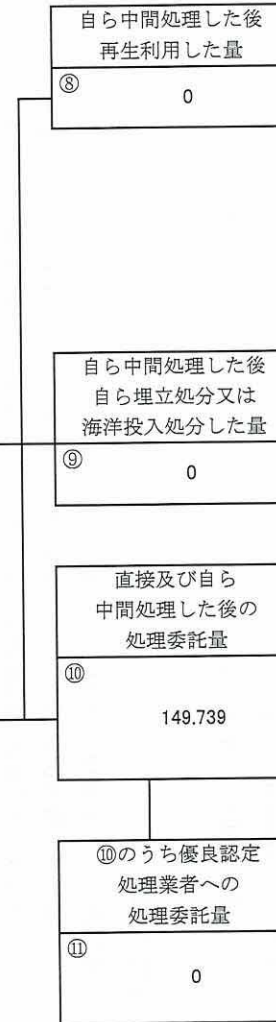 自ら中間処理した後
再生利用した量
⑧
0
自ら中間処理した後
自ら埋立処分又は
海洋投入処分した量
⑨
0
直接及び自ら
中間処理した後の
処理委託量
⑩
149.739
⑩のうち優良認定
処理業者への
処理委託量
⑪
0